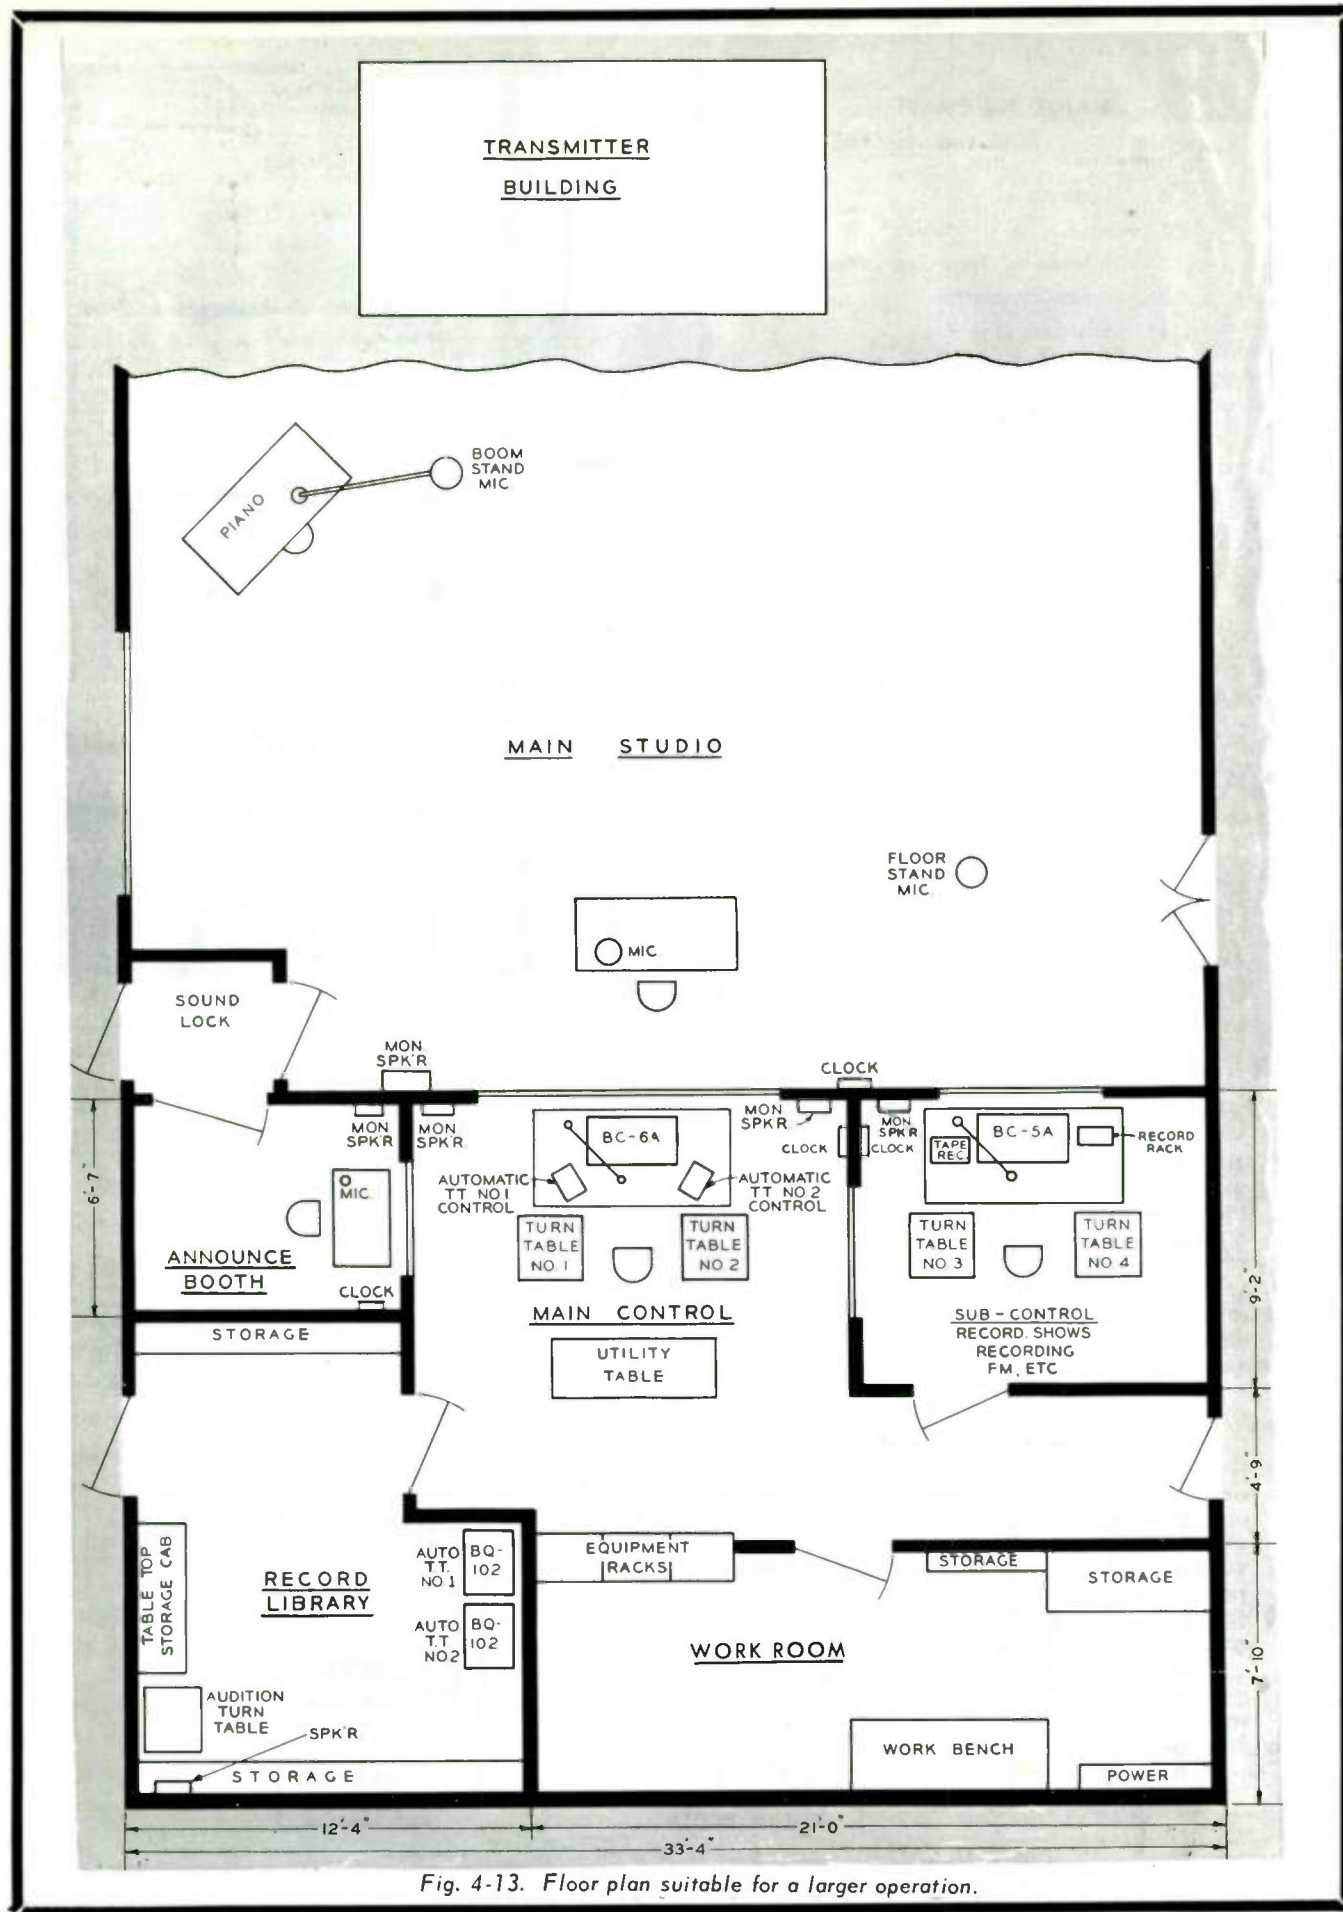 TRANSMITTER
BUILDING
BOOM
STAND
MIC
PIANO
MAIN STUDIO
FLOOR
STAND
MIC
MIC
SOUND
LOCK
MON
SPK'R
CLOCK
MON
SPK'R
MON
SPK'R
BC-6A
MON
SPKR
CLOCK
MON
SPK'R
CLOCK
TAPE
REC.
BC-5A
RECORD
RACK
6'-7"
MIC
AUTOMATIC
TT NO.1
CONTROL
AUTOMATIC
TT NO.2
CONTROL
TURN
TABLE
NO.1
TURN
TABLE
NO.2
TURN
TABLE
NO.3
TURN
TABLE
NO.4
ANNOUNCE
BOOTH
CLOCK
MAIN CONTROL
SUB-CONTROL
RECORD. SHOWS
RECORDING
FM, ETC
9'-2"
STORAGE
UTILITY
TABLE
4'-9"
TABLE TOP
STORAGE CAB
RECORD
LIBRARY
AUTO
T.T.
NO.1
BQ-
102
AUTO
T.T
NO.2
BQ-
102
EQUIPMENT
RACKS
STORAGE
STORAGE
WORK ROOM
7'-10"
AUDITION
TURN
TABLE
SPK'R
STORAGE
WORK BENCH
POWER
12'-4"
21'-0"
33'-4"
Fig. 4-13. Floor plan suitable for a larger operation.